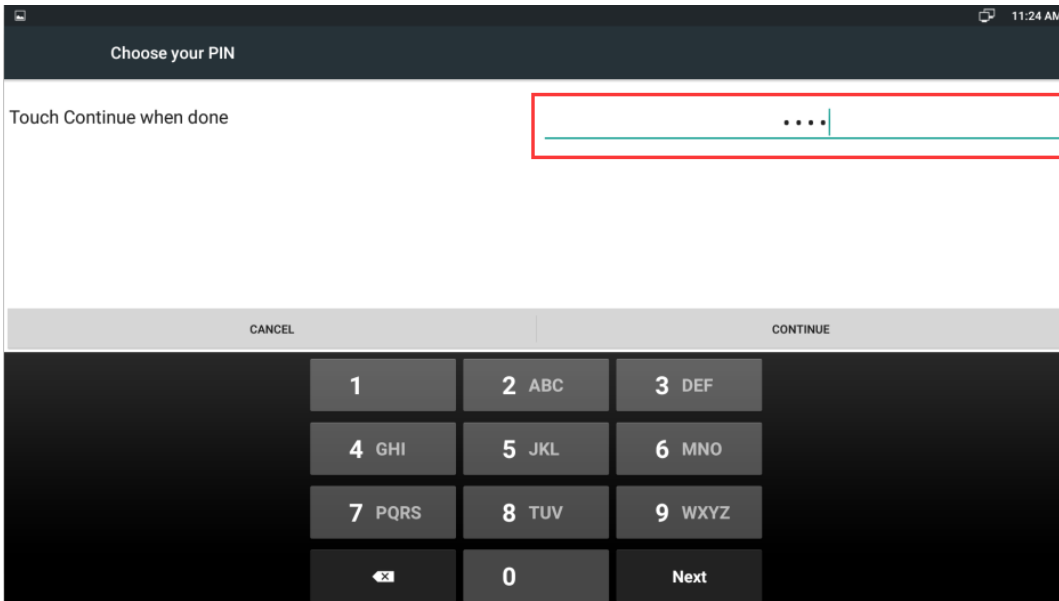 11:24 AM
Choose your PIN
Touch Continue when done
••••
CANCEL CONTINUE
1 2 ABC 3 DEF
4 GHI 5 JKL 6 MNO
7 PQRS 8 TUV 9 WXYZ
0 Next